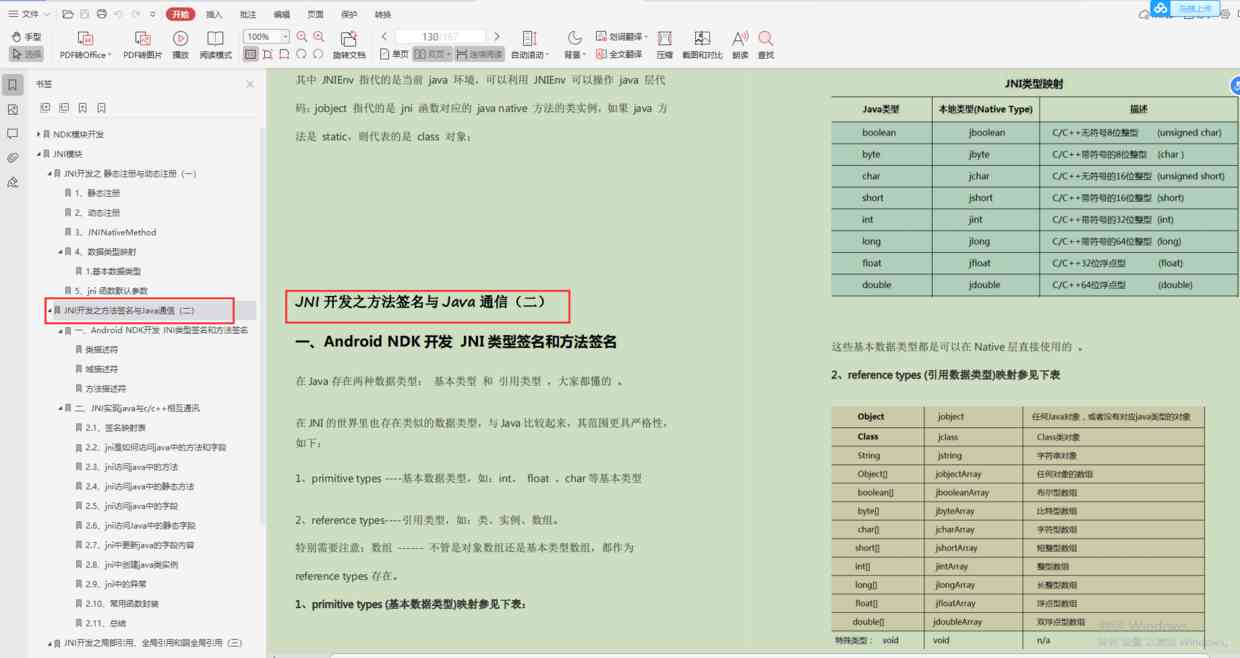 文件
开始 插入 批注 编辑 页面 保护 转换
拖拽上传
手型
选择
PDF转Office
PDF转图片
播放
阅读模式
100%
旋转文档
130/167
单页
双页
连续阅读
自动滚动
背景
划词翻译
全文翻译
压缩
截图和对比
朗读
查找
书签
NDK模块开发
JNI模块
JNI开发之 静态注册与动态注册（一）
1、静态注册
2、动态注册
3、JNINativeMethod
4、数据类型映射
1.基本数据类型
5、jni 函数默认参数
JNI开发之方法签名与Java通信（二）
一、Android NDK开发 JNI类型签名和方法签名
类描述符
域描述符
方法描述符
二、JNI实现java与c/c++相互通讯
2.1、签名映射表
2.2、jni是如何访问java中的方法和字段
2.3、jni访问java中的方法
2.4、jni访问java中的静态方法
2.5、jni访问java中的字段
2.6、jni访问Java中的静态字段
2.7、jni中更新java的字段内容
2.8、jni中创建java类实例
2.9、jni中的异常
2.10、常用函数封装
2.11、总结
JNI开发之局部引用、全局引用和弱全局引用（三）
其中 JNIEnv 指代的是当前 java 环境，可以利用 JNIEnv 可以操作 java 层代
码；jobject 指代的是 jni 函数对应的 java native 方法的类实例，如果 java 方
法是 static，则代表的是 class 对象；
JNI 开发之方法签名与 Java 通信（二）
一、Android NDK 开发 JNI 类型签名和方法签名
在 Java 存在两种数据类型： 基本类型 和 引用类型 ，大家都懂的 。
在 JNI 的世界里也存在类似的数据类型，与 Java 比较起来，其范围更具严格性，
如下：
1、primitive types ----基本数据类型，如：int、 float 、char 等基本类型
2、reference types----引用类型，如：类、实例、数组。
特别需要注意：数组 ------ 不管是对象数组还是基本类型数组，都作为
reference types 存在。
1、primitive types (基本数据类型)映射参见下表：
JNI类型映射
Java类型 本地类型(Native Type) 描述
boolean jboolean C/C++无符号8位整型 (unsigned char)
byte jbyte C/C++带符号的8位整型 (char )
char jchar C/C++无符号的16位整型 (unsigned short)
short jshort C/C++带符号的16位整型 (short)
int jint C/C++带符号的32位整型 (int)
long jlong C/C++带符号的64位整型 (long)
float jfloat C/C++32位浮点型 (float)
double jdouble C/C++64位浮点型 (double)
这些基本数据类型都是可以在 Native 层直接使用的 。
2、reference types (引用数据类型)映射参见下表
Object jobject 任何Java对象，或者没有对应java类型的对象
Class jclass Class类对象
String jstring 字符串对象
Object[] jobjectArray 任何对象的数组
boolean[] jbooleanArray 布尔型数组
byte[] jbyteArray 比特型数组
char[] jcharArray 字符型数组
short[] jshortArray 短整型数组
int[] jintArray 整型数组
long[] jlongArray 长整型数组
float[] jfloatArray 浮点型数组
double[] jdoubleArray 双浮点型数组
特殊类型： void void n/a
激活 Windows
转到"设置"以激活 Windows。